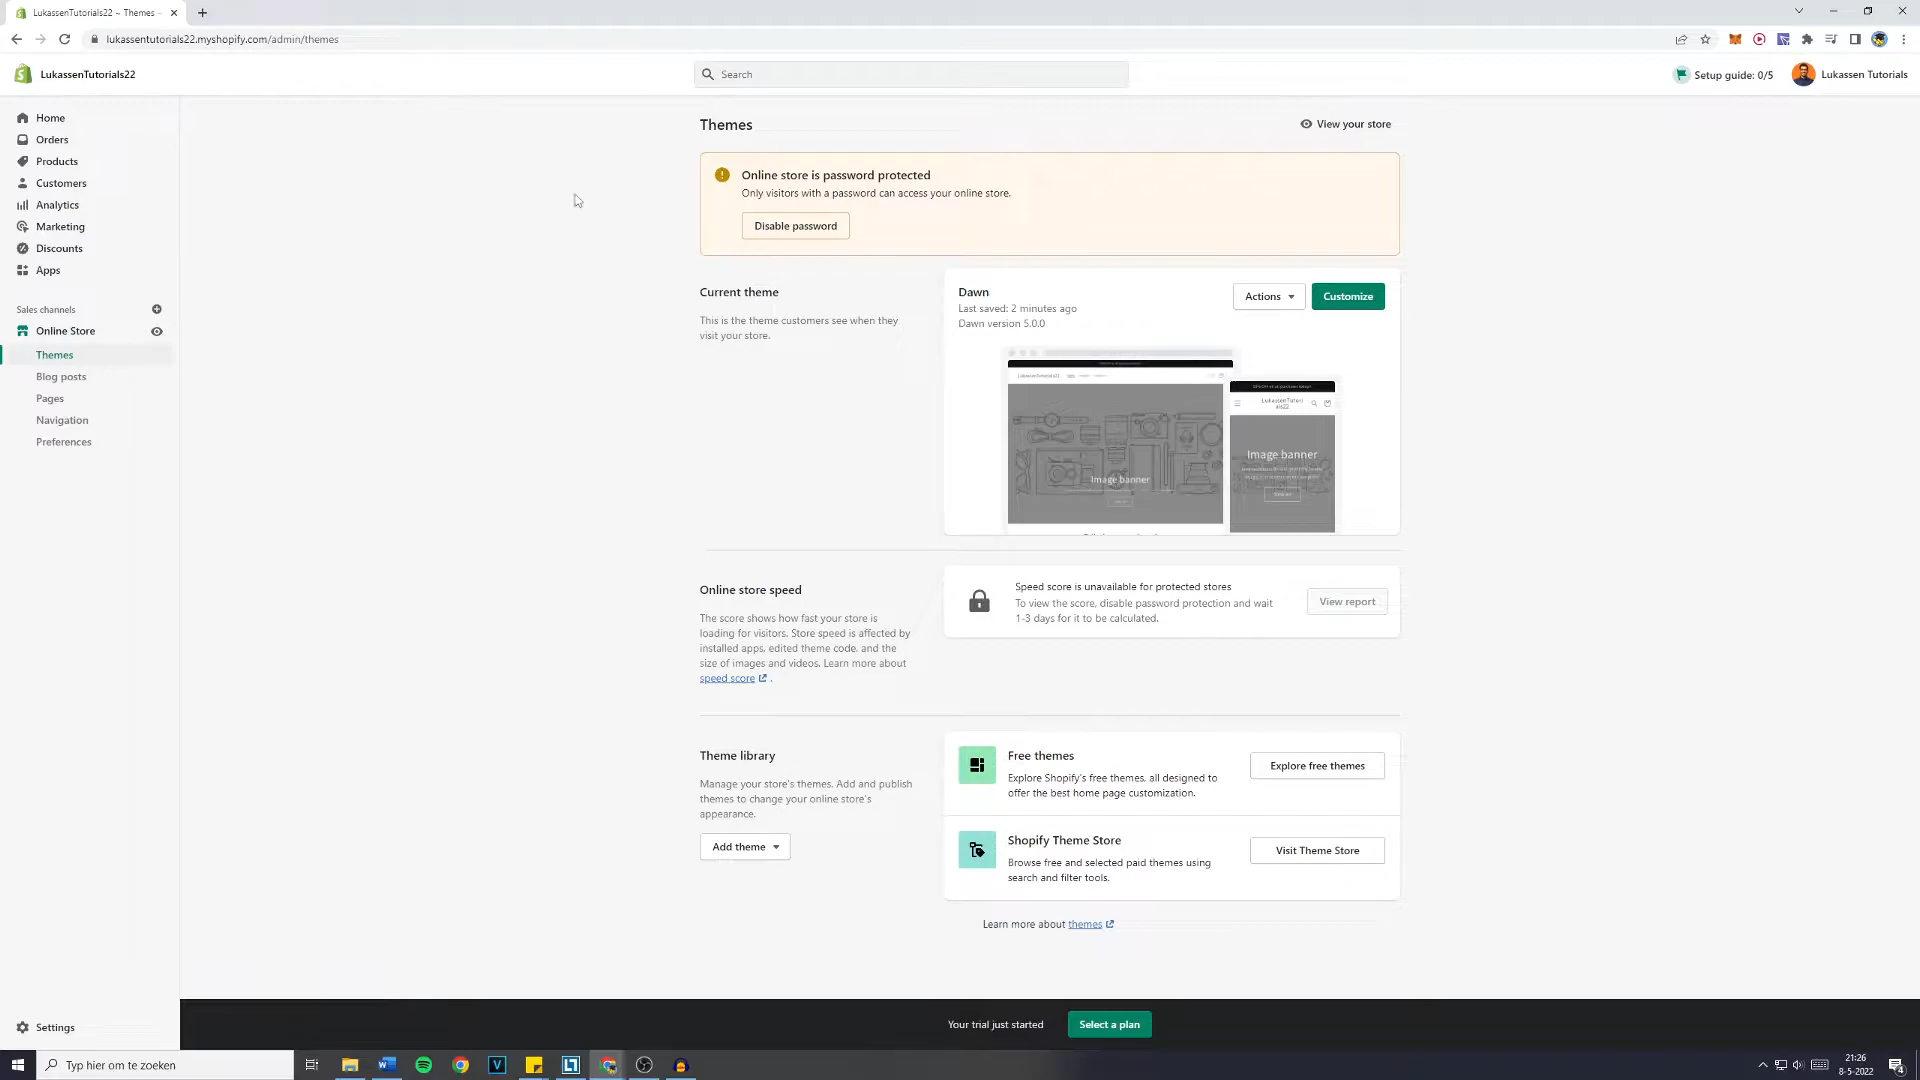 LukassenTutorials22 ~ Themes ~
lukassentutorials22.myshopify.com/admin/themes
LukassenTutorials22
Search
Setup guide: 0/5
Lukassen Tutorials
Home
Orders
Products
Customers
Analytics
Marketing
Discounts
Apps
Sales channels
Online Store
Themes
Blog posts
Pages
Navigation
Preferences
Settings
Themes
View your store
Online store is password protected
Only visitors with a password can access your online store.
Disable password
Current theme
This is the theme customers see when they
visit your store.
Dawn
Last saved: 2 minutes ago
Dawn version 5.0.0
Actions
Customize
LukassenTutorials22
Image banner
LukassenTutori
als22
Image banner
Online store speed
The score shows how fast your store is
loading for visitors. Store speed is affected by
installed apps, edited theme code, and the
size of images and videos. Learn more about
speed score .
Speed score is unavailable for protected stores
To view the score, disable password protection and wait
1-3 days for it to be calculated.
View report
Theme library
Manage your store's themes. Add and publish
themes to change your online store's
appearance.
Add theme
Free themes
Explore Shopify's free themes, all designed to
offer the best home page customization.
Explore free themes
Shopify Theme Store
Browse free and selected paid themes using
search and filter tools.
Visit Theme Store
Learn more about themes
Your trial just started
Select a plan
Typ hier om te zoeken
21:26
8-5-2022
4